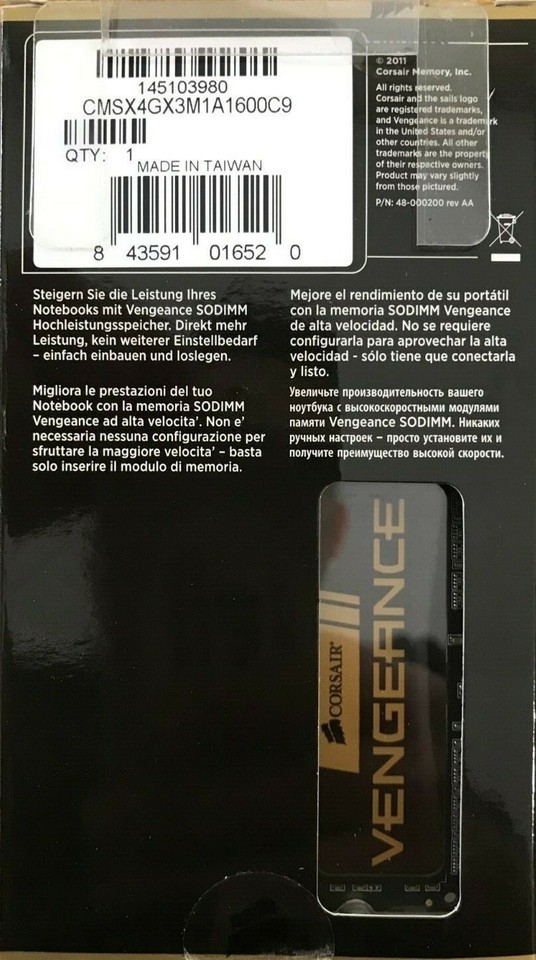 145103980
CMSX4GX3M1A1600C9
QTY: 1
MADE IN TAIWAN
8 43591 01652 0
© 2011
Corsair Memory, Inc.
All rights reserved.
Corsair and the sails logo
are registered trademarks,
and Vengeance is a trademark
in the United States and/or
other countries. All other
trademarks are the property
of their respective owners.
Product may vary slightly
from those pictured.
P/N: 48-000200 rev AA
Steigern Sie die Leistung Ihres
Notebooks mit Vengeance SODIMM
Hochleistungsspeicher. Direkt mehr
Leistung, kein weiterer Einstellbedarf
– einfach einbauen und loslegen.
Mejore el rendimiento de su portátil
con la memoria SODIMM Vengeance
de alta velocidad. No se requiere
configurarla para aprovechar la alta
velocidad - sólo tiene que conectarla
y listo.
Migliora le prestazioni del tuo
Notebook con la memoria SODIMM
Vengeance ad alta velocita’. Non e’
necessaria nessuna configurazione per
sfruttare la maggiore velocita’ – basta
solo inserire il modulo di memoria.
Увеличьте производительность вашего
ноутбука с высокоскоростными модулями
памяти Vengeance SODIMM. Никаких
ручных настроек – просто установите их и
получите преимущество высокой скорости.
CORSAIR
VENGEANCE